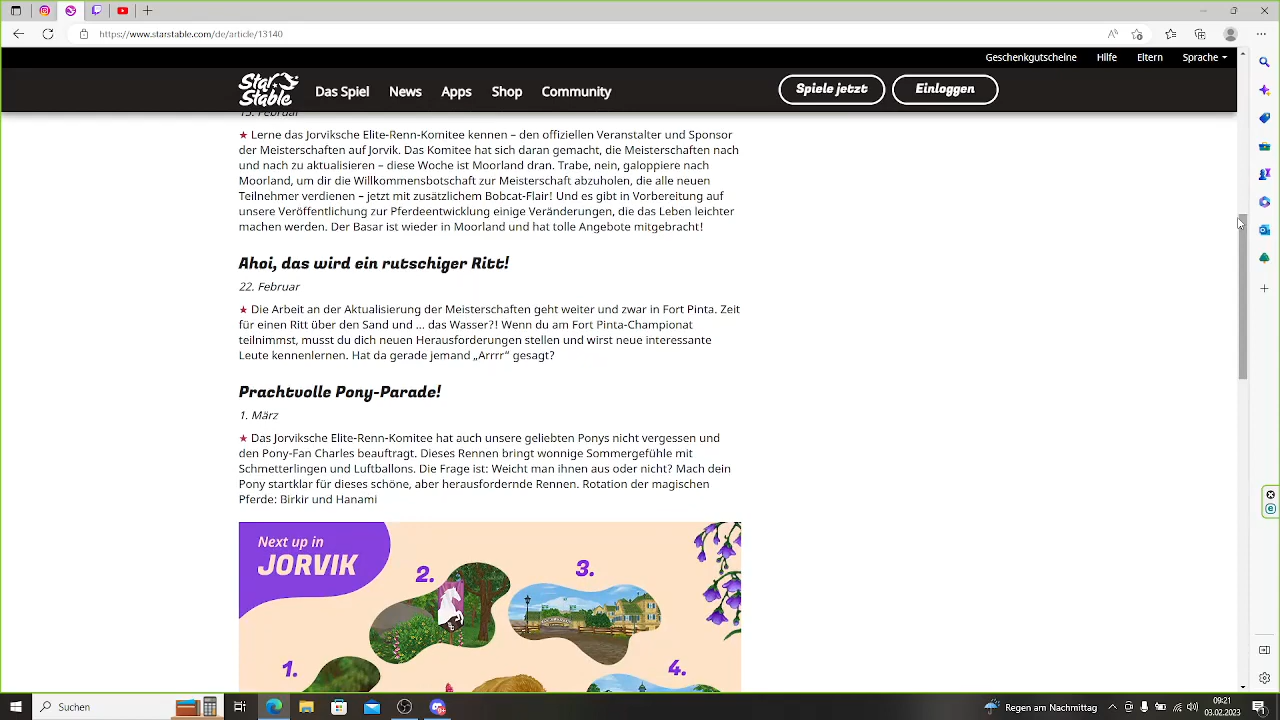 https://www.starstable.com/de/article/13140
Geschenkgutscheine Hilfe Eltern Sprache
Star Stable
Das Spiel News Apps Shop Community Spiele jetzt Einloggen
15. Februar
★ Lerne das Jorviksche Elite-Renn-Komitee kennen – den offiziellen Veranstalter und Sponsor
der Meisterschaften auf Jorvik. Das Komitee hat sich daran gemacht, die Meisterschaften nach
und nach zu aktualisieren – diese Woche ist Moorland dran. Trabe, nein, galoppiere nach
Moorland, um dir die Willkommensbotschaft zur Meisterschaft abzuholen, die alle neuen
Teilnehmer verdienen – jetzt mit zusätzlichem Bobcat-Flair! Und es gibt in Vorbereitung auf
unsere Veröffentlichung zur Pferdeentwicklung einige Veränderungen, die das Leben leichter
machen werden. Der Basar ist wieder in Moorland und hat tolle Angebote mitgebracht!
Ahoi, das wird ein rutschiger Ritt!
22. Februar
★ Die Arbeit an der Aktualisierung der Meisterschaften geht weiter und zwar in Fort Pinta. Zeit
für einen Ritt über den Sand und ... das Wasser?! Wenn du am Fort Pinta-Championat
teilnimmst, musst du dich neuen Herausforderungen stellen und wirst neue interessante
Leute kennenlernen. Hat da gerade jemand „Arrrr“ gesagt?
Prachtvolle Pony-Parade!
1. März
★ Das Jorviksche Elite-Renn-Komitee hat auch unsere geliebten Ponys nicht vergessen und
den Pony-Fan Charles beauftragt. Dieses Rennen bringt wonnige Sommergefühle mit
Schmetterlingen und Luftballons. Die Frage ist: Weicht man ihnen aus oder nicht? Mach dein
Pony startklar für dieses schöne, aber herausfordernde Rennen. Rotation der magischen
Pferde: Birkir und Hanami
Next up in
JORVIK
2.
3.
1.
4.
Suchen
Regen am Nachmittag
09:21
03.02.2023